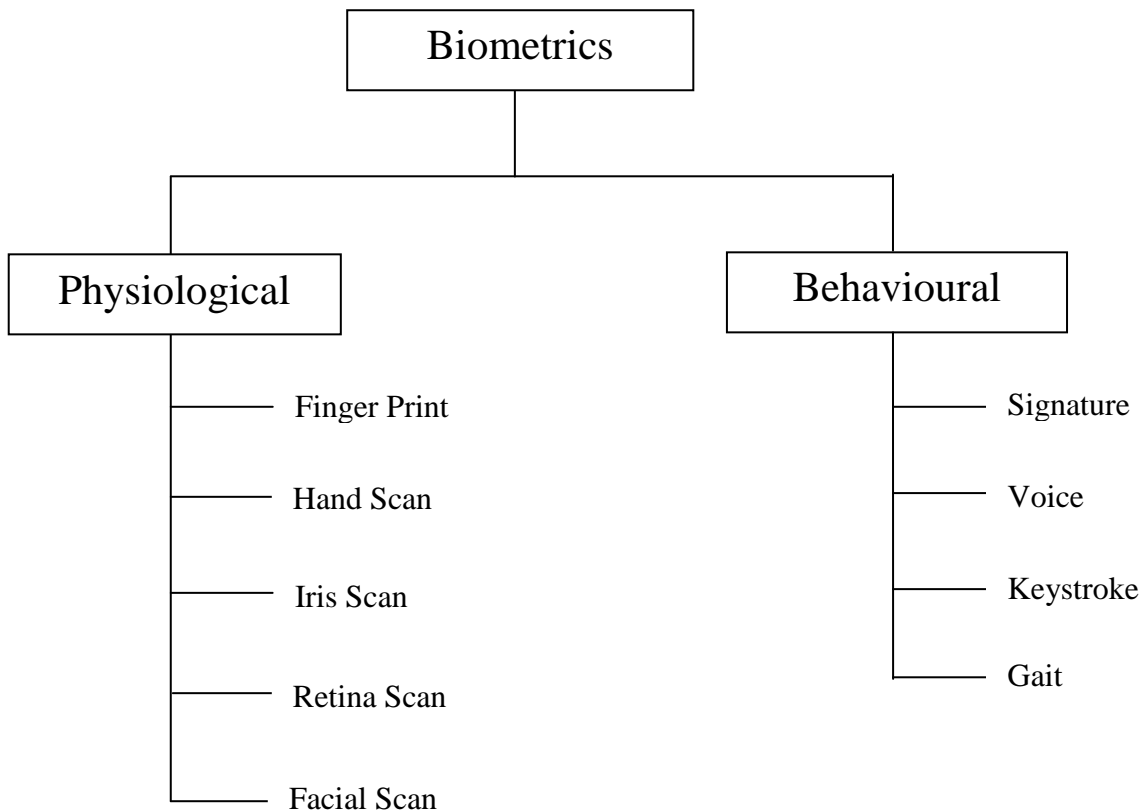 Biometrics
Physiological
Behavioural
Finger Print
Hand Scan
Iris Scan
Retina Scan
Facial Scan
Signature
Voice
Keystroke
Gait